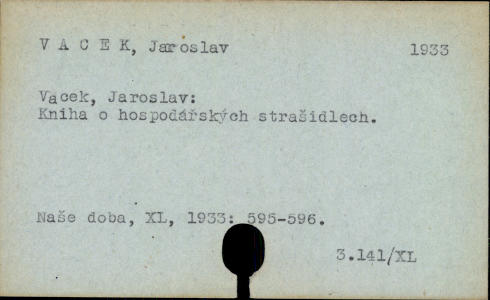 V A C E K, Jaroslav 1933
Vacek, Jaroslav:
Kniha o hospodářských strašidlech.
Naše doba, XL, 1933: 595-596.
3.141/XL